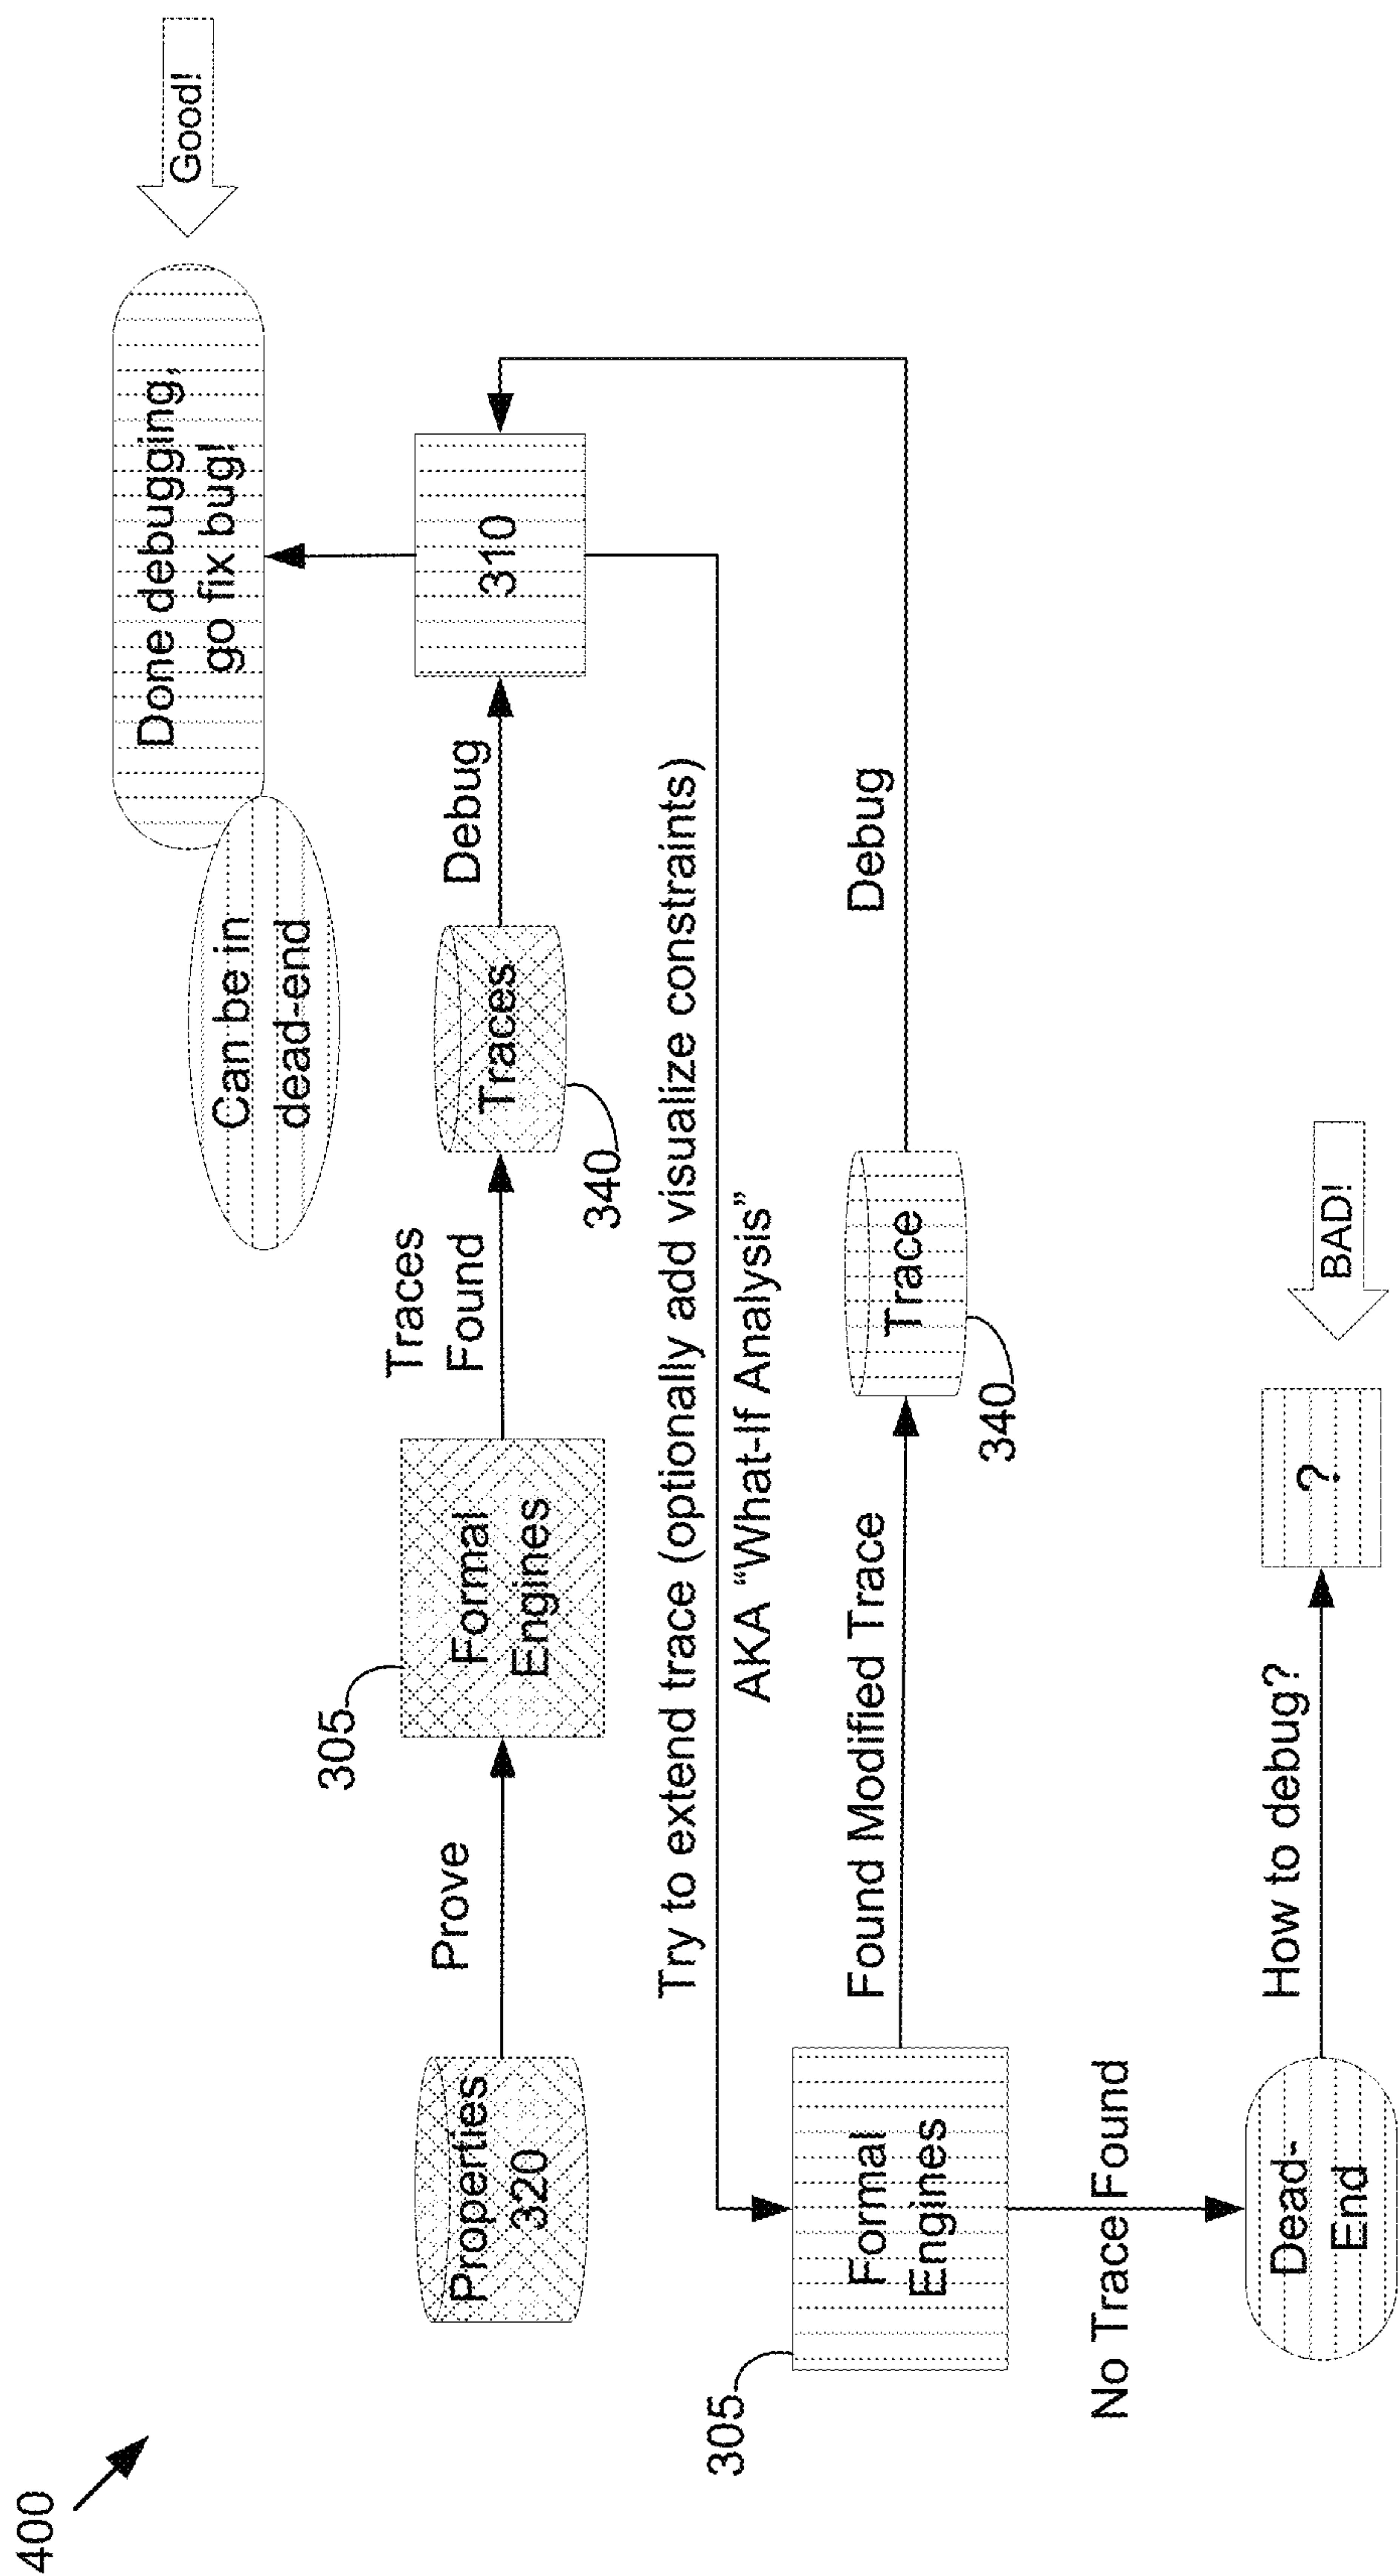 400
Good!
Done debugging,
go fix bug!
Can be in
dead-end
Properties
320
Prove
305
Formal
Engines
Traces
Found
Traces
340
Debug
310
Try to extend trace (optionally add visualize constraints)
AKA “What-If Analysis”
305
Formal
Engines
Found Modified Trace
Trace
340
Debug
No Trace Found
Dead-
End
How to debug?
?
BAD!